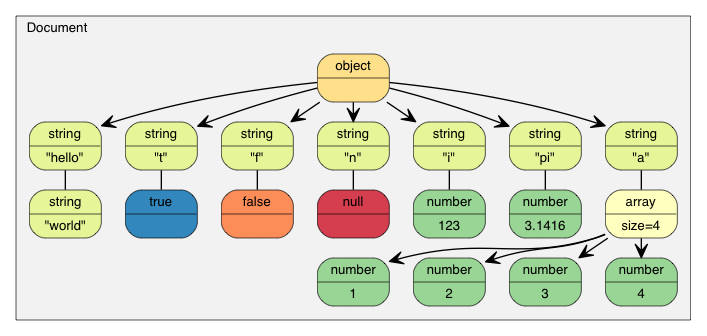 Document
object
string string string string string string string
"hello" "t" "f" "n" "i" "pi" "a"
string true false null number number array
"world" 123 3.1416 size=4
number number number number
1 2 3 4